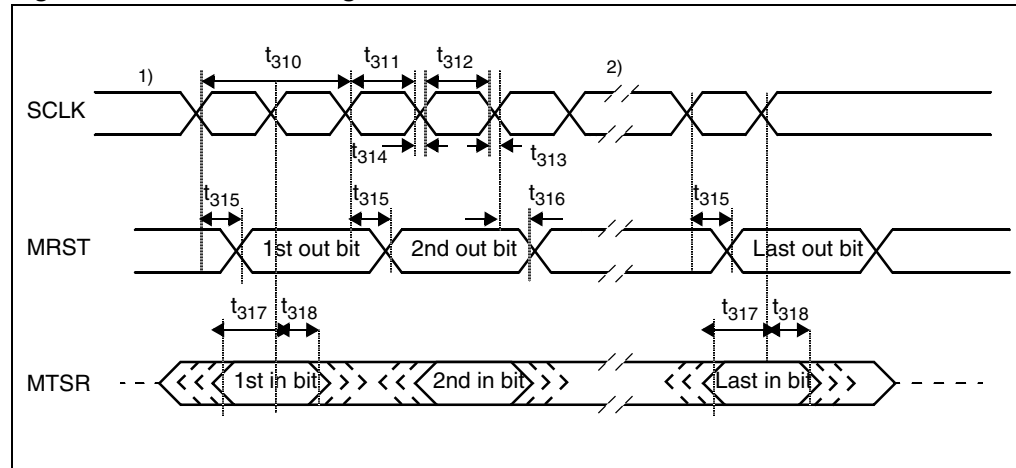 t310 t311 t312
1) 2)
SCLK
t314 t313
t315 t315 t316 t315
MRST 1st out bit 2nd out bit Last out bit
t317 t318 t317 t318
MTSR 1st in bit 2nd in bit Last in bit